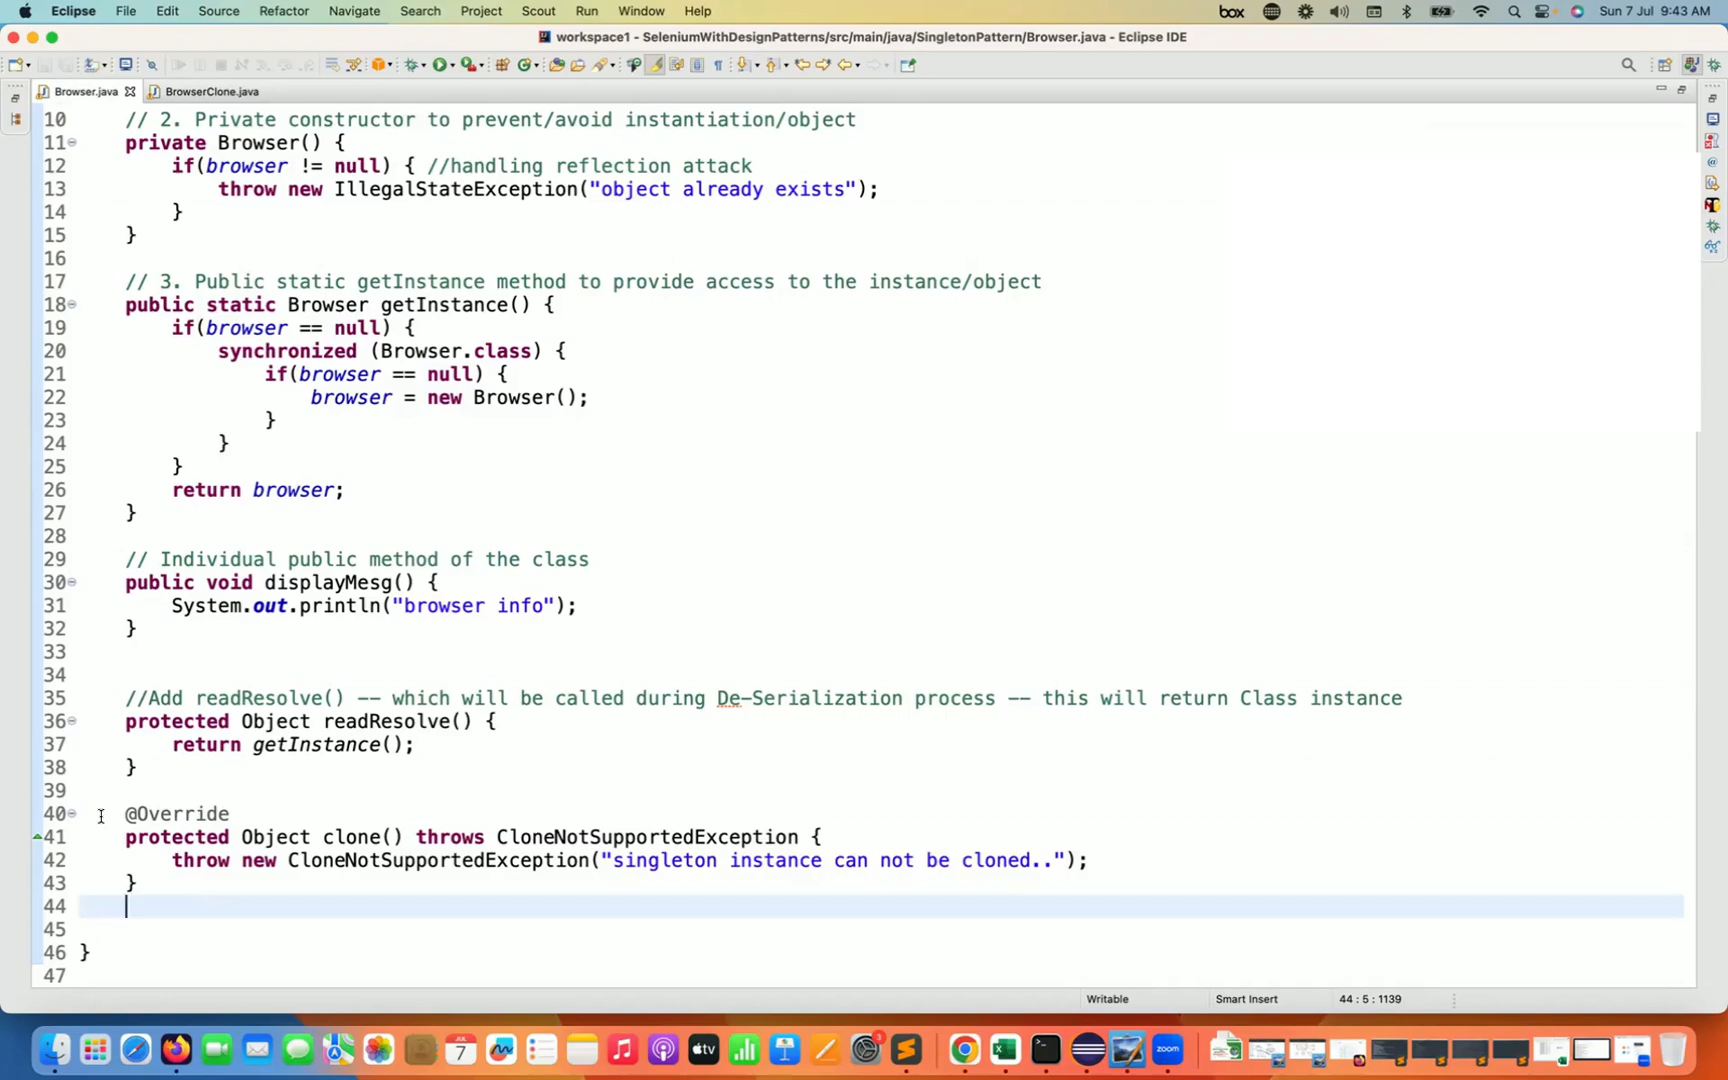 Eclipse File Edit Source Refactor Navigate Search Project Scout Run Window Help box Sun 7 Jul 9:43 AM
workspace1 - SeleniumWithDesignPatterns/src/main/java/SingletonPattern/Browser.java - Eclipse IDE
Browser.java BrowserClone.java
10 // 2. Private constructor to prevent/avoid instantiation/object
11 private Browser() {
12 if(browser != null) { //handling reflection attack
13 throw new IllegalStateException("object already exists");
14 }
15 }
16
17 // 3. Public static getInstance method to provide access to the instance/object
18 public static Browser getInstance() {
19 if(browser == null) {
20 synchronized (Browser.class) {
21 if(browser == null) {
22 browser = new Browser();
23 }
24 }
25 }
26 return browser;
27 }
28
29 // Individual public method of the class
30 public void displayMesg() {
31 System.out.println("browser info");
32 }
33
34
35 //Add readResolve() -- which will be called during De-Serialization process -- this will return Class instance
36 protected Object readResolve() {
37 return getInstance();
38 }
39
40 @Override
41 protected Object clone() throws CloneNotSupportedException {
42 throw new CloneNotSupportedException("singleton instance can not be cloned..");
43 }
44
45
46 }
47
Writable Smart Insert 44 : 5 : 1139
JUL
7
tv
3
zoom